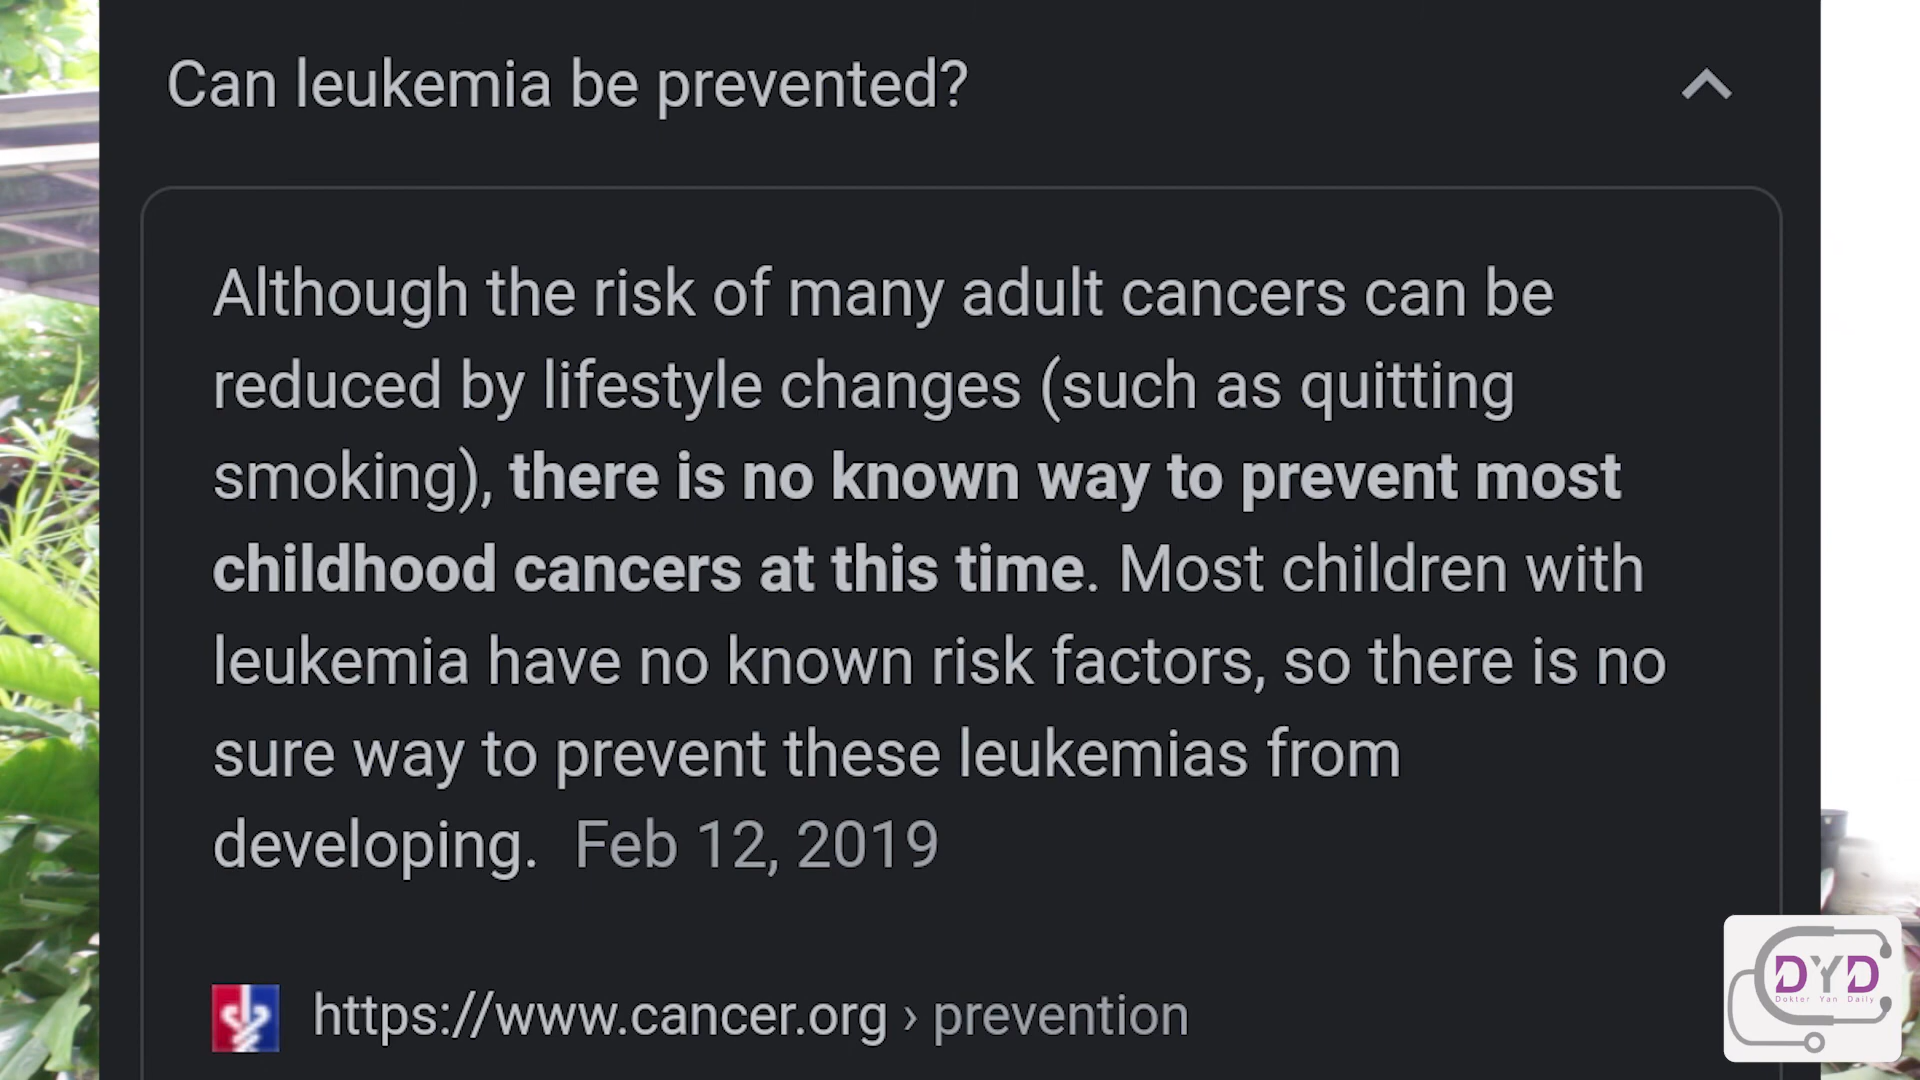 Can leukemia be prevented?
Although the risk of many adult cancers can be
reduced by lifestyle changes (such as quitting
smoking), there is no known way to prevent most
childhood cancers at this time. Most children with
leukemia have no known risk factors, so there is no
sure way to prevent these leukemias from
developing. Feb 12, 2019
https://www.cancer.org › prevention
DYD
Dokter Yan Daily